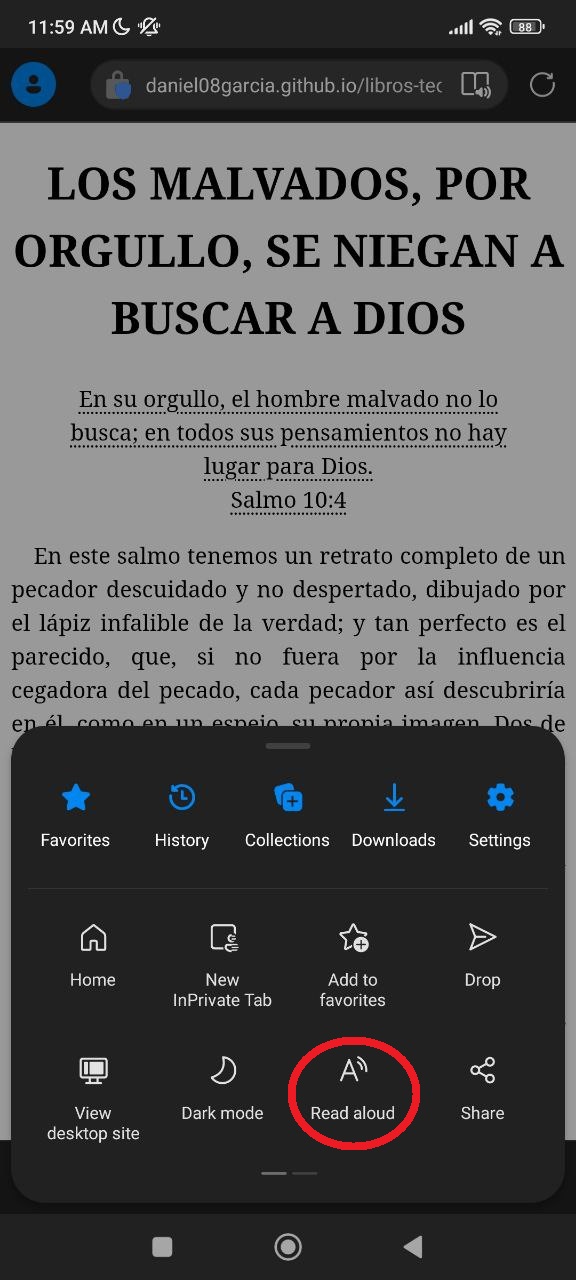 11:59 AM
88
daniel08garcia.github.io/libros-tec
LOS MALVADOS, POR
ORGULLO, SE NIEGAN A
BUSCAR A DIOS
En su orgullo, el hombre malvado no lo
busca; en todos sus pensamientos no hay
lugar para Dios.
Salmo 10:4
En este salmo tenemos un retrato completo de un
pecador descuidado y no despertado, dibujado por
el lápiz infalible de la verdad; y tan perfecto es el
parecido, que, si no fuera por la influencia
cegadora del pecado, cada pecador así descubriría
en él, como en un espejo, su propia imagen. Dos de
Favorites
History
Collections
Downloads
Settings
Home
New
InPrivate Tab
Add to
favorites
Drop
View
desktop site
Dark mode
Read aloud
Share